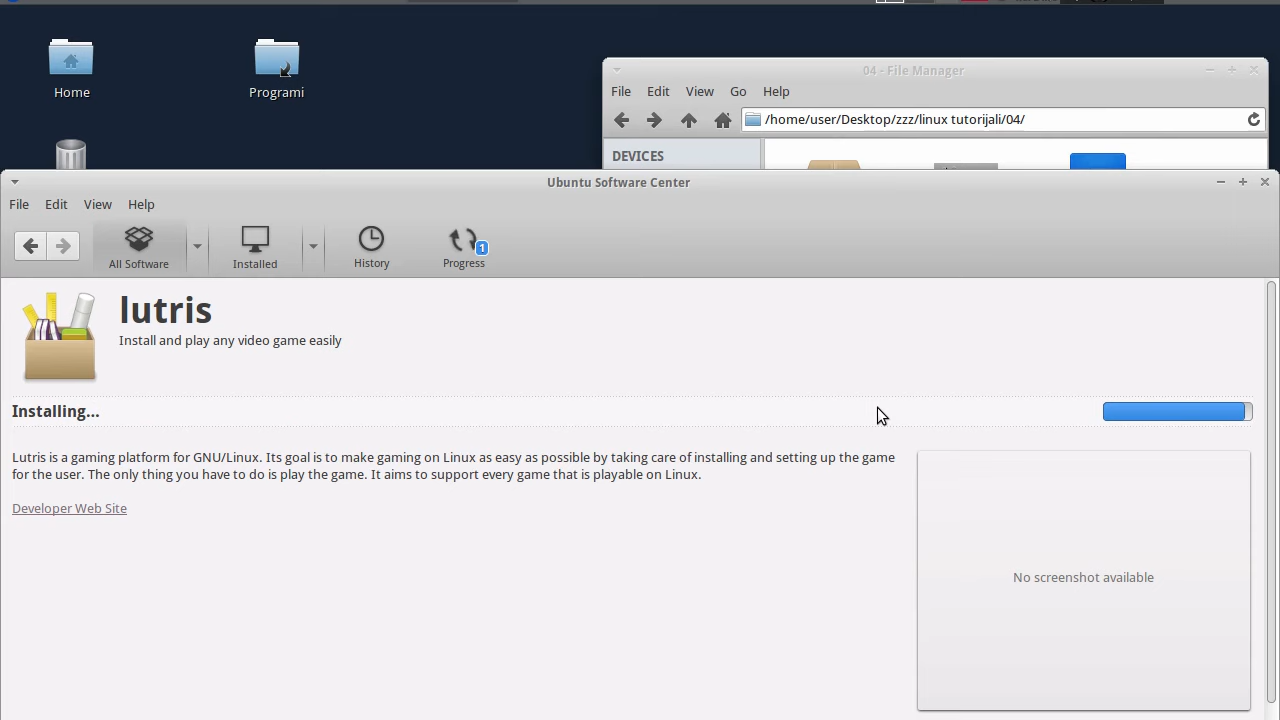 Home
Programi
04 - File Manager
File Edit View Go Help
/home/user/Desktop/zzz/linux tutorijali/04/
DEVICES
Ubuntu Software Center
File Edit View Help
All Software
Installed
History
1
Progress
lutris
Install and play any video game easily
Installing...
Lutris is a gaming platform for GNU/Linux. Its goal is to make gaming on Linux as easy as possible by taking care of installing and setting up the game
for the user. The only thing you have to do is play the game. It aims to support every game that is playable on Linux.
Developer Web Site
No screenshot available